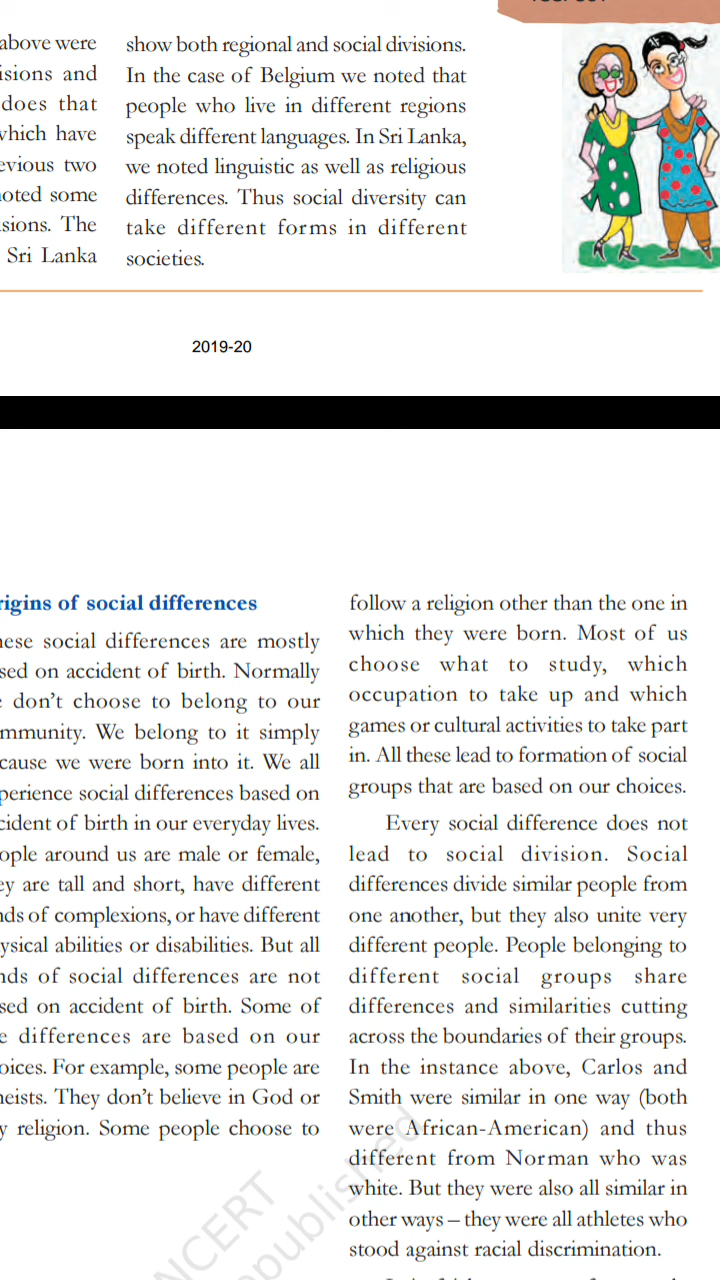 above were
isions and
does that
which have
evious two
noted some
sions. The
Sri Lanka
show both regional and social divisions.
In the case of Belgium we noted that
people who live in different regions
speak different languages. In Sri Lanka,
we noted linguistic as well as religious
differences. Thus social diversity can
take different forms in different
societies.
2019-20
rigins of social differences
hese social differences are mostly
sed on accident of birth. Normally
e don’t choose to belong to our
mmunity. We belong to it simply
cause we were born into it. We all
perience social differences based on
cident of birth in our everyday lives.
ople around us are male or female,
ey are tall and short, have different
nds of complexions, or have different
ysical abilities or disabilities. But all
nds of social differences are not
sed on accident of birth. Some of
e differences are based on our
oices. For example, some people are
heists. They don’t believe in God or
y religion. Some people choose to
follow a religion other than the one in
which they were born. Most of us
choose what to study, which
occupation to take up and which
games or cultural activities to take part
in. All these lead to formation of social
groups that are based on our choices.
Every social difference does not
lead to social division. Social
differences divide similar people from
one another, but they also unite very
different people. People belonging to
different social groups share
differences and similarities cutting
across the boundaries of their groups.
In the instance above, Carlos and
Smith were similar in one way (both
were African-American) and thus
different from Norman who was
white. But they were also all similar in
other ways – they were all athletes who
stood against racial discrimination.
NCERT
epublished